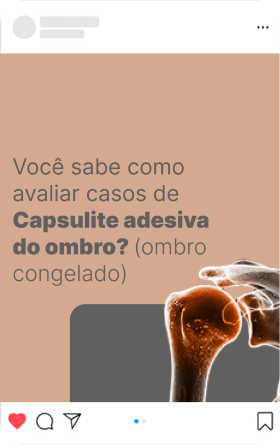 Você sabe como
avaliar casos de
Capsulite adesiva
do ombro? (ombro
congelado)